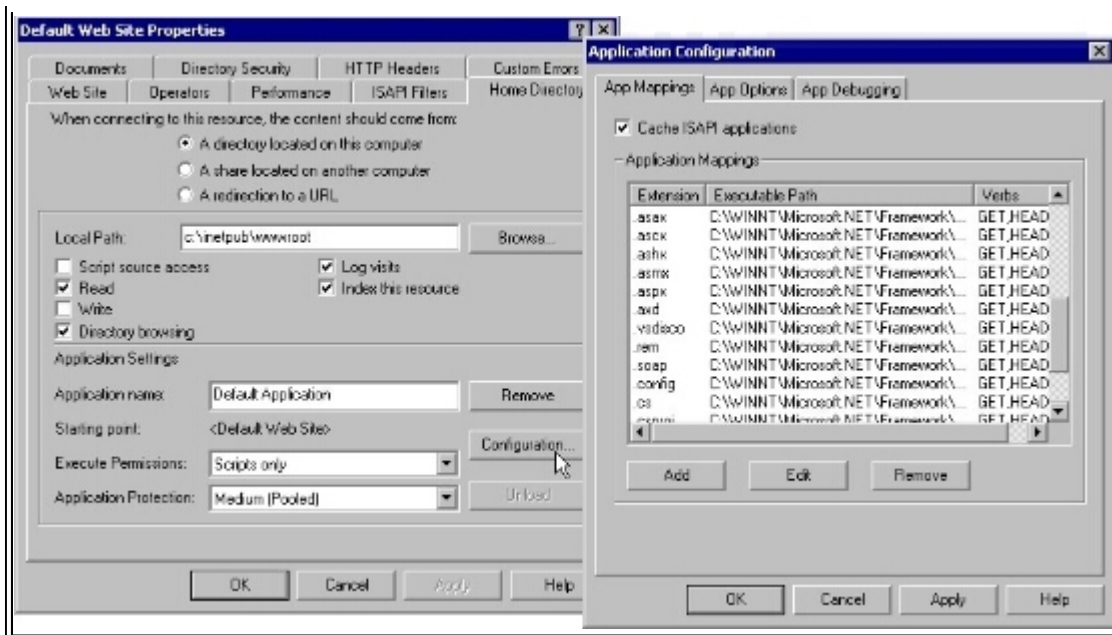 Default Web Site Properties
Documents Directory Security HTTP Headers Custom Errors
Web Site Operators Performance ISAPI Filters Home Directory
When connecting to this resource, the content should come from:
A directory located on this computer
A share located on another computer
A redirection to a URL
Local Path: c:\inetpub\wwwroot Browse...
Script source access Log visits
Read Index this resource
Write
Directory browsing
Application Settings
Application name: Default Application Remove
Starting point: <Default Web Site> Configuration...
Execute Permissions: Scripts only
Application Protection: Medium (Pooled) Unload
OK Cancel Apply Help
Application Configuration
App Mappings App Options App Debugging
Cache ISAPI applications
Application Mappings
Extension Executable Path Verbs
.asax C:\WINNT\Microsoft.NET\Framework\... GET,HEAD
.ascx C:\WINNT\Microsoft.NET\Framework\... GET,HEAD
.ashx C:\WINNT\Microsoft.NET\Framework\... GET,HEAD
.asmx C:\WINNT\Microsoft.NET\Framework\... GET,HEAD
.aspx C:\WINNT\Microsoft.NET\Framework\... GET,HEAD
.axd C:\WINNT\Microsoft.NET\Framework\... GET,HEAD
.vsdisco C:\WINNT\Microsoft.NET\Framework\... GET,HEAD
.rem C:\WINNT\Microsoft.NET\Framework\... GET,HEAD
.soap C:\WINNT\Microsoft.NET\Framework\... GET,HEAD
.config C:\WINNT\Microsoft.NET\Framework\... GET,HEAD
.cs C:\WINNT\Microsoft.NET\Framework\... GET,HEAD
.csproj C:\WINNT\Microsoft.NET\Framework\... GET,HEAD
Add Edit Remove
OK Cancel Apply Help